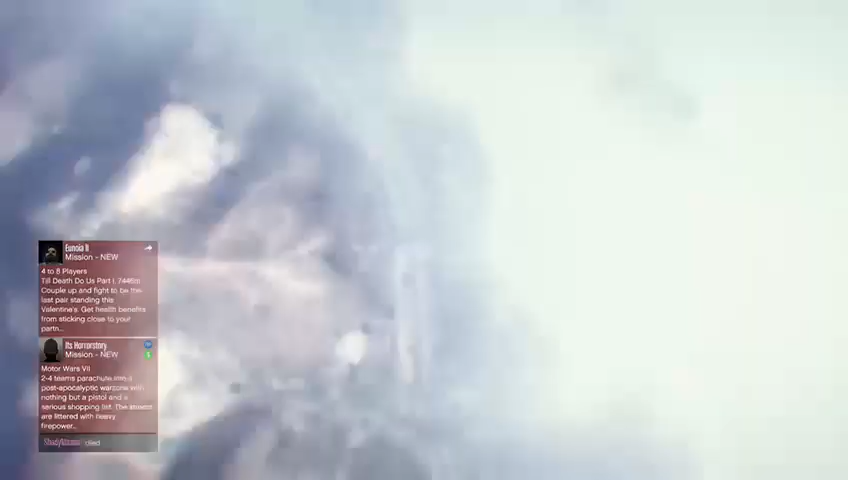 Eunoia II
Mission - NEW
4 to 8 Players
Till Death Do Us Part I. 7446m
Couple up and fight to be the
last pair standing this
Valentine's. Get health benefits
from sticking close to your
partn...
Its Horrorstory
Mission - NEW
Motor Wars VII
2-4 teams parachute into a
post-apocalyptic warzone with
nothing but a pistol and a
serious shopping list. The
are littered with heavy
firepower...
died